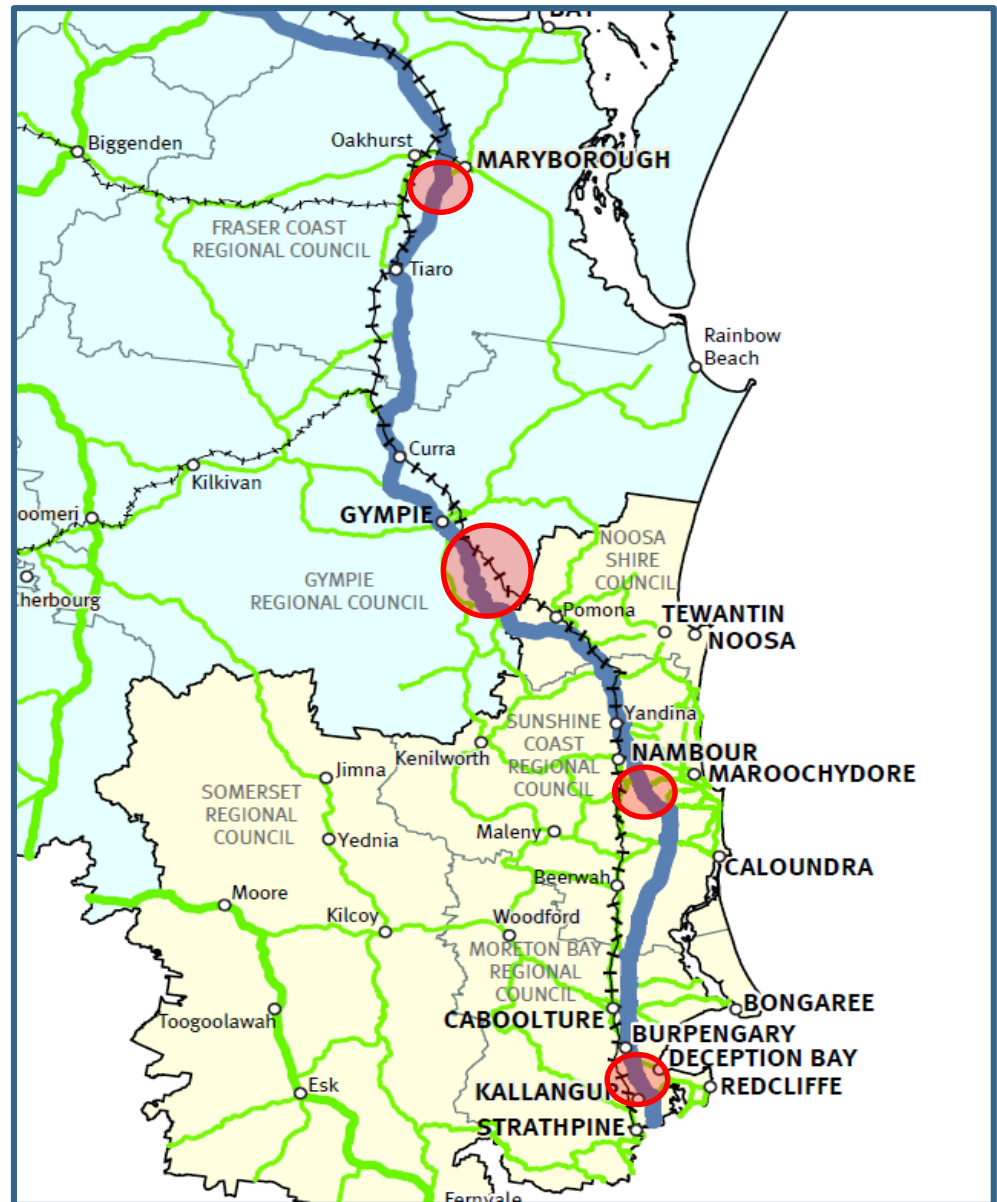 BAY
Biggenden
Oakhurst
MARYBOROUGH
FRASER COAST
REGIONAL COUNCIL
Tiaro
Rainbow
Beach
Curra
Kilkivan
oomeri
GYMPIE
NOOSA
SHIRE
COUNCIL
Cherbourg
GYMPIE
REGIONAL COUNCIL
Pomona
TEWANTIN
NOOSA
Yandina
SUNSHINE
COAST
REGIONAL
COUNCIL
Kenilworth
NAMBOUR
MAROOCHYDORE
Jimna
SOMERSET
REGIONAL
COUNCIL
Yednia
Maleny
CALOUNDRA
Beerwah
Moore
Kilcoy
Woodford
MORETON BAY
REGIONAL
COUNCIL
BONGAREE
Toogoolawah
CABOOLTURE
BURPENGARY
DECEPTION BAY
Esk
KALLANGUR
REDCLIFFE
STRATHPINE
Fernvale